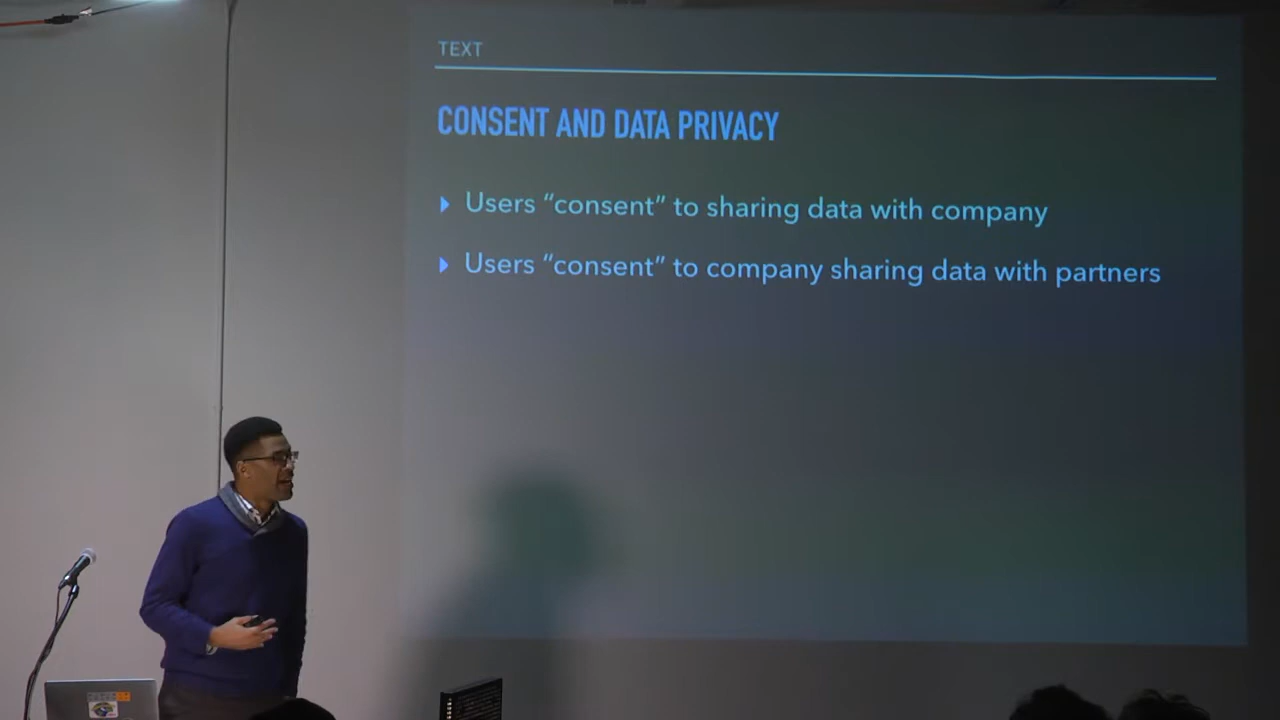 TEXT
CONSENT AND DATA PRIVACY
Users “consent” to sharing data with company
Users “consent” to company sharing data with partners